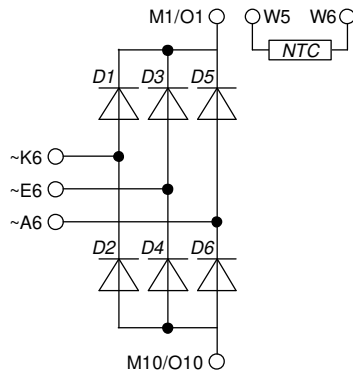 M1/O1 W5 W6
NTC
D1 D3 D5
~K6
~E6
~A6
D2 D4 D6
M10/O10